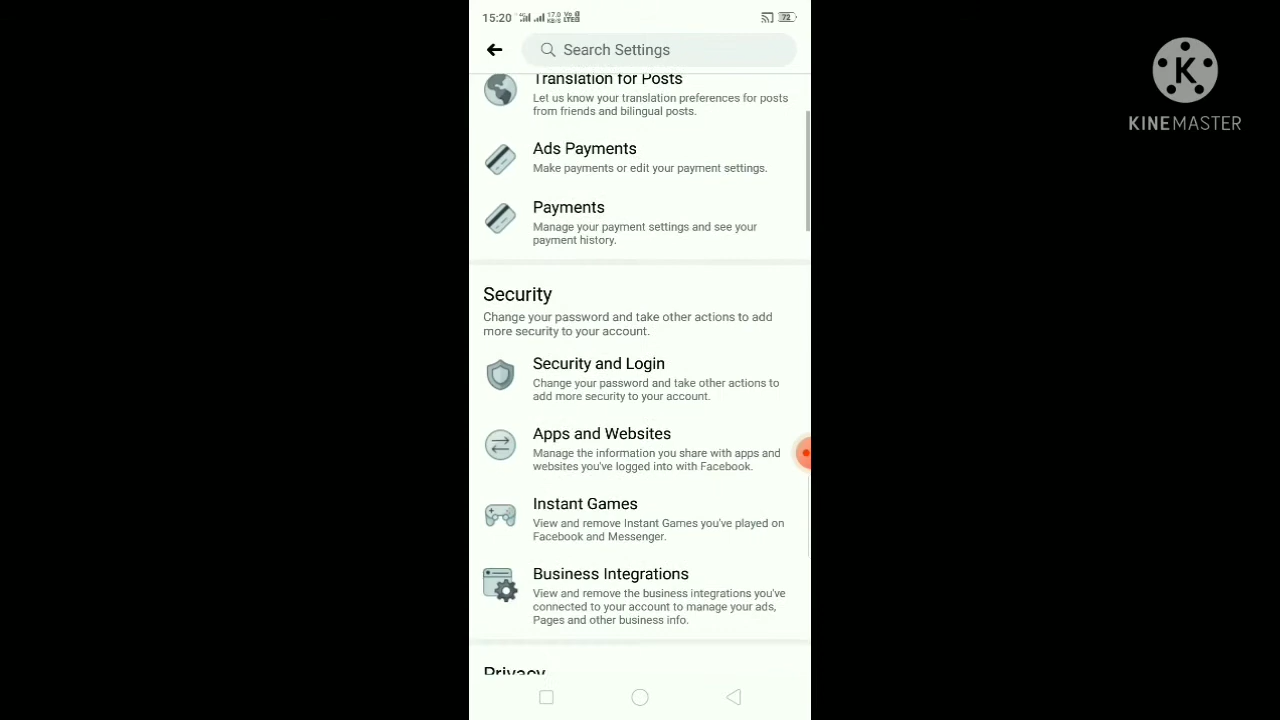 15:20
72
Search Settings
K
KINEMASTER
Translation for Posts
Let us know your translation preferences for posts
from friends and bilingual posts.
Ads Payments
Make payments or edit your payment settings.
Payments
Manage your payment settings and see your
payment history.
Security
Change your password and take other actions to add
more security to your account.
Security and Login
Change your password and take other actions to
add more security to your account.
Apps and Websites
Manage the information you share with apps and
websites you've logged into with Facebook.
Instant Games
View and remove Instant Games you've played on
Facebook and Messenger.
Business Integrations
View and remove the business integrations you've
connected to your account to manage your ads,
Pages and other business info.
Privacy